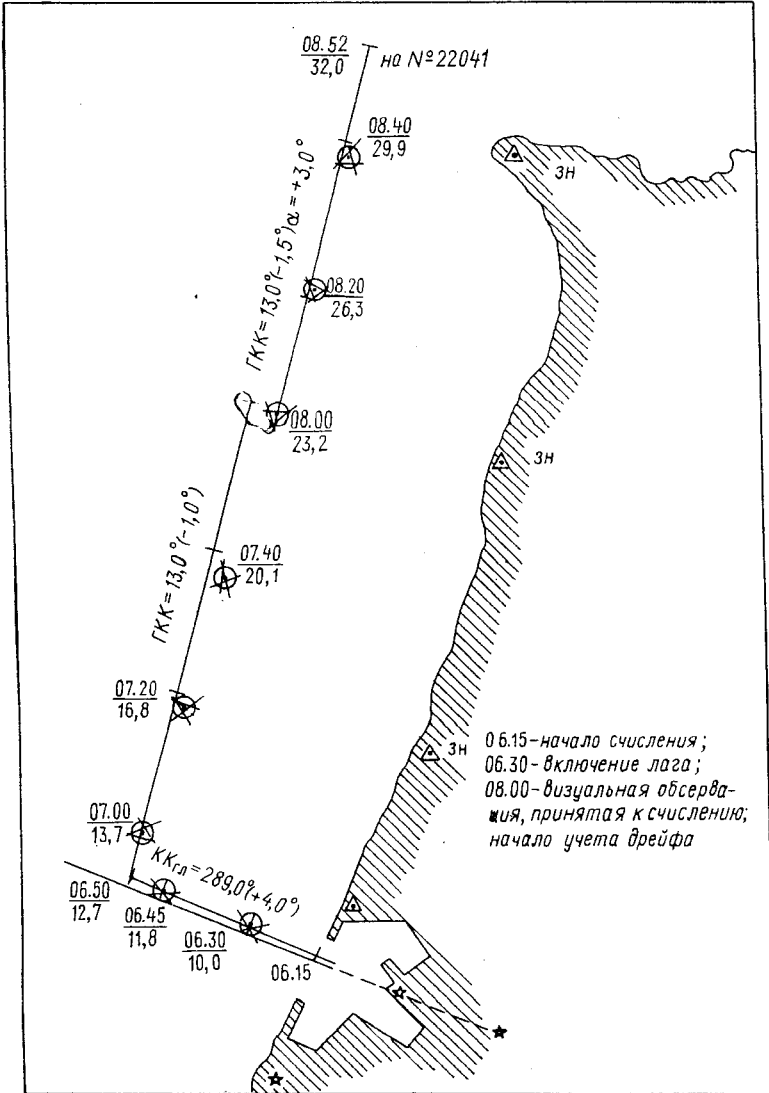 08.52
32,0
на №22041
08.40
29,9
зн
ГКК=13,0°(-1,5°)α=+3,0°
08.20
26,3
08.00
23,2
зн
ГКК=13,0°(-1,0°)
07.40
20,1
07.20
16,8
зн
06.15-начало счисления;
06.30-включение лага;
08.00-визуальная обсерва-
ция, принятая к счислению;
начало учета дрейфа
07.00
13,7
ККгл=289,0°(+4,0°)
06.50
12,7
06.45
11,8
06.30
10,0
06.15